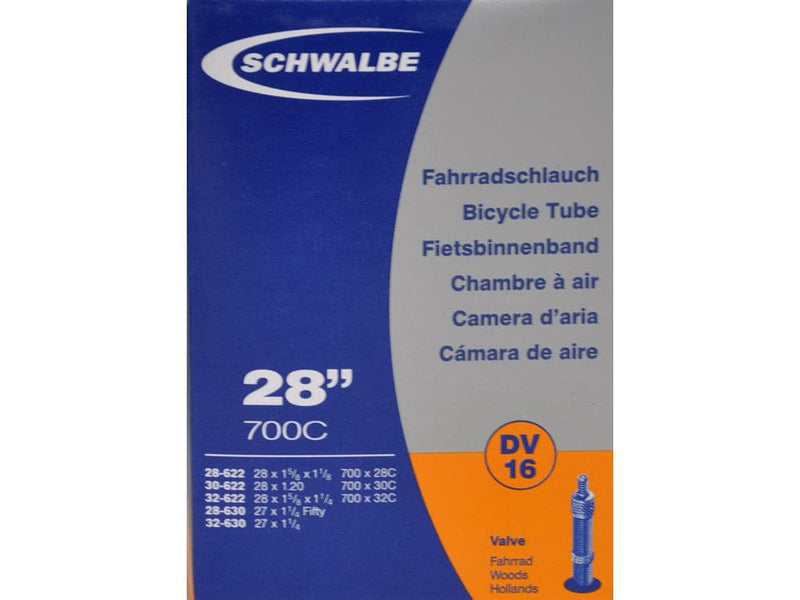 SCHWALBE
Fahrradschlauch
Bicycle Tube
Fietsbinnenband
Chambre à air
Camera d'aria
Cámara de aire
28”
700C
28-622 28 x 1⁵/₈ x 1¹/₈ 700 x 28C
30-622 28 x 1.20 700 x 30C
32-622 28 x 1⁵/₈ x 1¹/₄ 700 x 32C
28-630 27 x 1¹/₄ Fifty
32-630 27 x 1¹/₄
DV
16
Valve
Fahrrad
Woods
Hollands